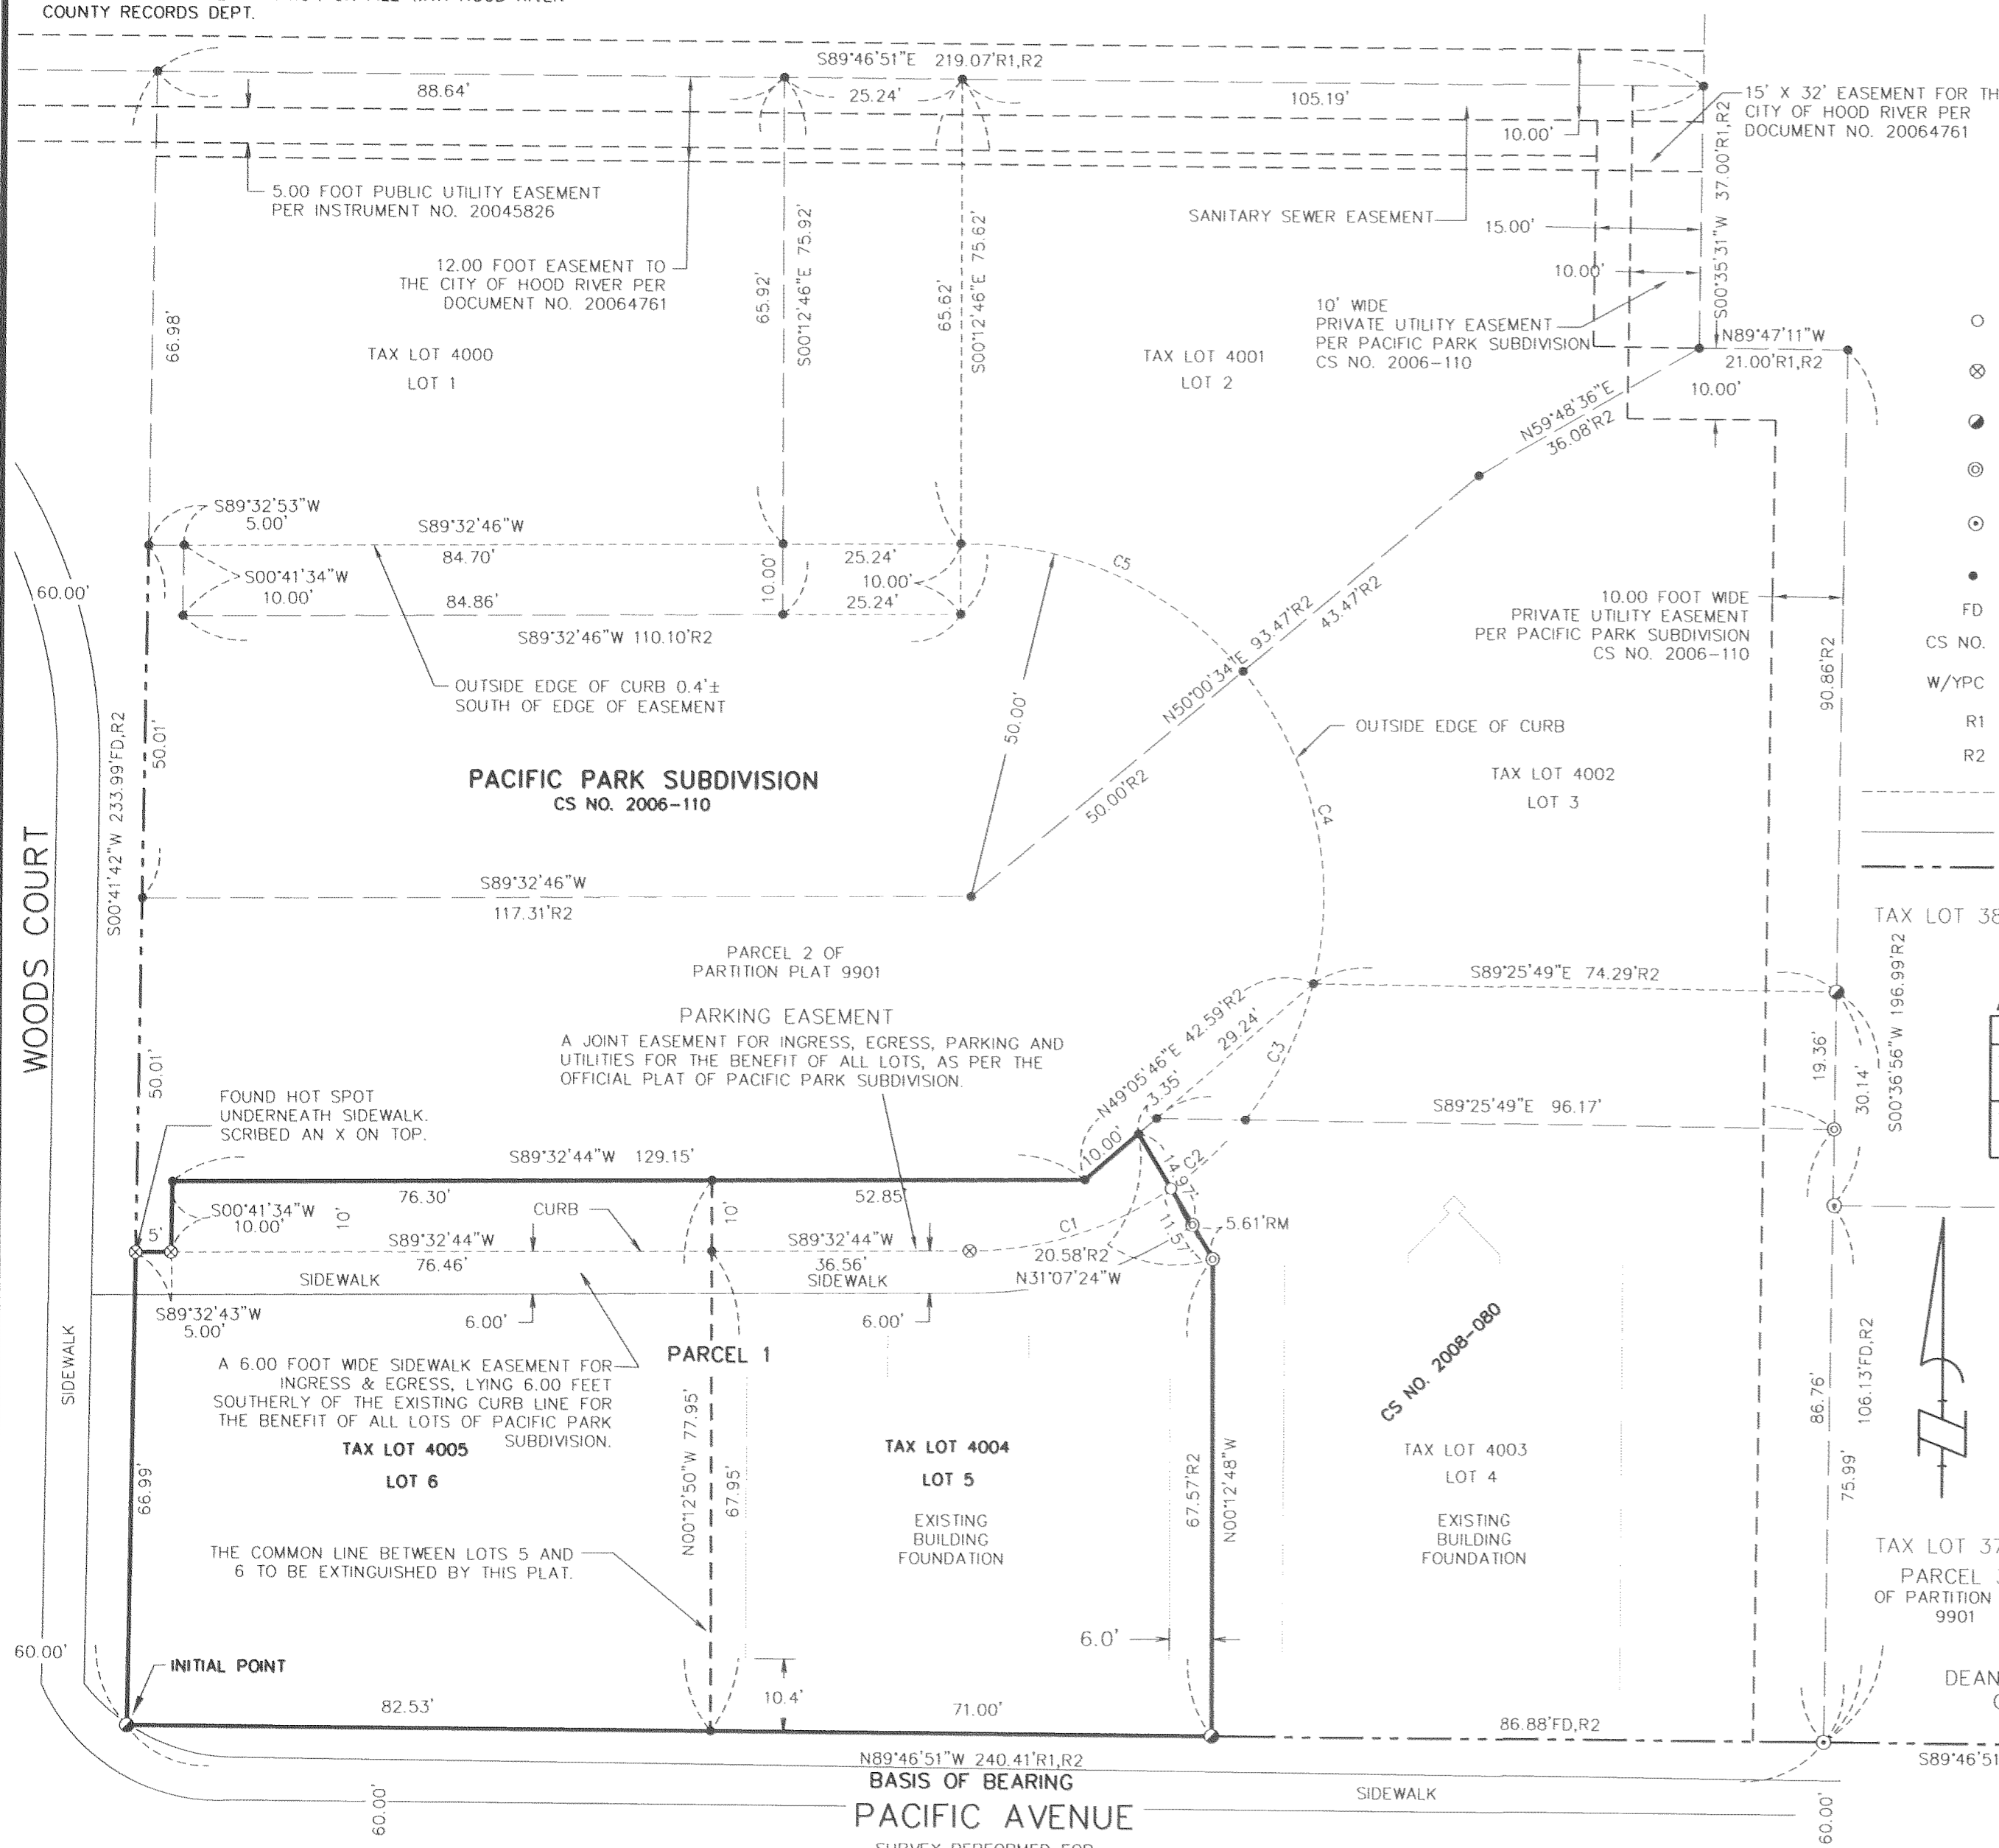 COUNTY RECORDS DEPT.
S89°46'51"E 219.07'R1,R2
88.64'
25.24'
105.19'
10.00'
15' X 32' EASEMENT FOR TH
CITY OF HOOD RIVER PER
DOCUMENT NO. 20064761
S00°35'31"W 37.00'R1,R2
5.00 FOOT PUBLIC UTILITY EASEMENT
PER INSTRUMENT NO. 20045826
SANITARY SEWER EASEMENT
15.00'
10.00'
12.00 FOOT EASEMENT TO
THE CITY OF HOOD RIVER PER
DOCUMENT NO. 20064761
65.92'
S00°12'46"E 75.92'
65.62'
S00°12'46"E 75.62'
10' WIDE
PRIVATE UTILITY EASEMENT
PER PACIFIC PARK SUBDIVISION
CS NO. 2006-110
66.98'
TAX LOT 4000
LOT 1
TAX LOT 4001
LOT 2
N89°47'11"W
21.00'R1,R2
10.00'
N59°48'36"E
36.08'R2
S89°32'53"W
5.00'
S89°32'46"W
84.70'
25.24'
S00°41'34"W
10.00'
84.86'
10.00'
10.00'
25.24'
S89°32'46"W 110.10'R2
C5
60.00'
10.00 FOOT WIDE
PRIVATE UTILITY EASEMENT
PER PACIFIC PARK SUBDIVISION
CS NO. 2006-110
FD
CS NO.
W/YPC
R1
R2
OUTSIDE EDGE OF CURB 0.4'±
SOUTH OF EDGE OF EASEMENT
50.00'
N50°00'34"E 93.47'R2
43.47'R2
50.00'R2
90.86'R2
OUTSIDE EDGE OF CURB
S00°41'42"W 233.99'FD,R2
50.01'
PACIFIC PARK SUBDIVISION
CS NO. 2006-110
TAX LOT 4002
LOT 3
C4
WOODS COURT
S89°32'46"W
117.31'R2
TAX LOT 38
S00°36'56"W 196.99'R2
PARCEL 2 OF
PARTITION PLAT 9901
S89°25'49"E 74.29'R2
PARKING EASEMENT
A JOINT EASEMENT FOR INGRESS, EGRESS, PARKING AND
UTILITIES FOR THE BENEFIT OF ALL LOTS, AS PER THE
OFFICIAL PLAT OF PACIFIC PARK SUBDIVISION.
50.01'
N49°05'46"E 42.59'R2
29.24'
3.35'
C3
19.36'
30.14'
FOUND HOT SPOT
UNDERNEATH SIDEWALK.
SCRIBED AN X ON TOP.
S89°25'49"E 96.17'
S89°32'44"W 129.15'
10.00'
14.97'
C2
76.30'
52.85'
S00°41'34"W
10.00'
10'
CURB
10'
C1
5'
S89°32'44"W
76.46'
S89°32'44"W
36.56'
11.57'
5.61'RM
20.58'R2
N31°07'24"W
SIDEWALK
SIDEWALK
S89°32'43"W
5.00'
6.00'
6.00'
SIDEWALK
A 6.00 FOOT WIDE SIDEWALK EASEMENT FOR
INGRESS & EGRESS, LYING 6.00 FEET
SOUTHERLY OF THE EXISTING CURB LINE FOR
THE BENEFIT OF ALL LOTS OF PACIFIC PARK
SUBDIVISION.
PARCEL 1
CS NO. 2008-080
86.76'
106.13'FD,R2
75.99'
TAX LOT 4005
LOT 6
66.99'
N00°12'50"W 77.95'
67.95'
TAX LOT 4004
LOT 5
EXISTING
BUILDING
FOUNDATION
67.57'R2
N00°12'48"W
TAX LOT 4003
LOT 4
EXISTING
BUILDING
FOUNDATION
THE COMMON LINE BETWEEN LOTS 5 AND
6 TO BE EXTINGUISHED BY THIS PLAT.
TAX LOT 37
PARCEL
OF PARTITION
9901
6.0'
60.00'
INITIAL POINT
DEAN
82.53'
10.4'
71.00'
86.88'FD,R2
N89°46'51"W 240.41'R1,R2
BASIS OF BEARING
S89°46'51
60.00'
PACIFIC AVENUE
SIDEWALK
60.00'